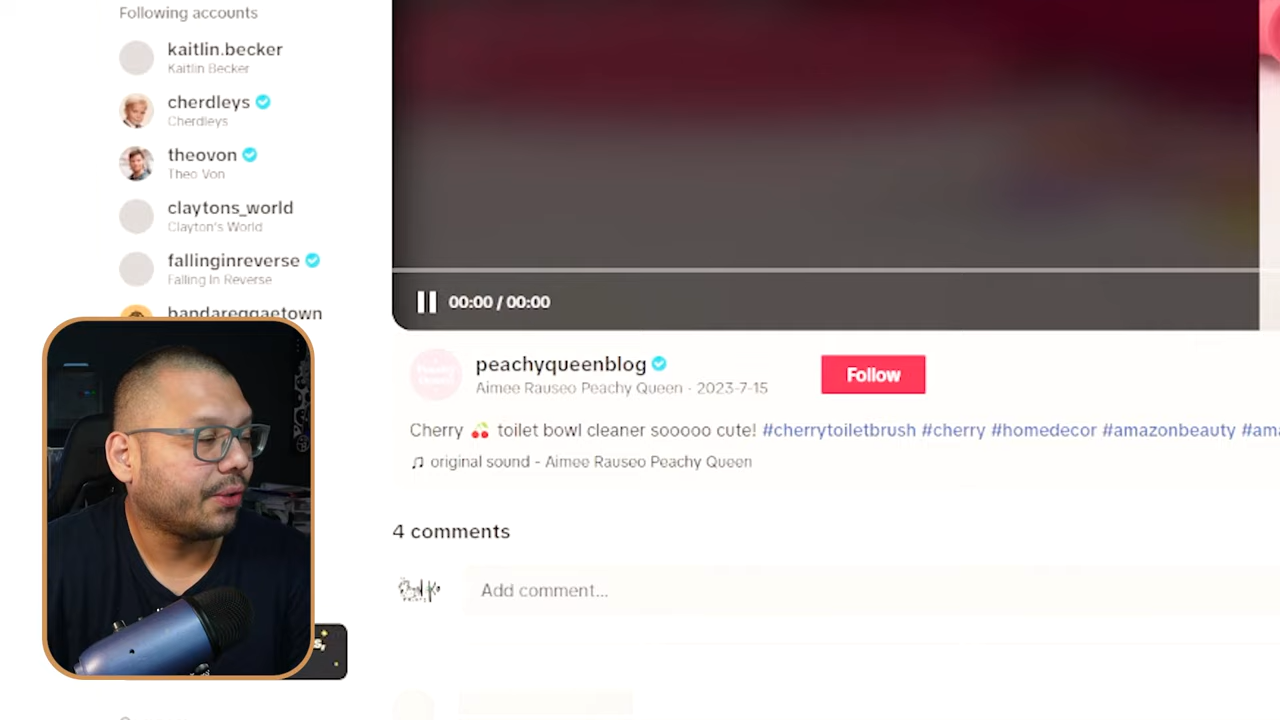 Following accounts
kaitlin.becker
Kaitlin Becker
cherdleys
Cherdleys
theovon
Theo Von
claytons_world
Clayton's World
fallinginreverse
Falling In Reverse
bandareggaetown
00:00 / 00:00
peachyqueenblog
Aimee Rauseo Peachy Queen · 2023-7-15
Follow
Cherry 🍒 toilet bowl cleaner sooooo cute! #cherrytoiletbrush #cherry #homedecor #amazonbeauty #ama
original sound - Aimee Rauseo Peachy Queen
4 comments
Add comment...